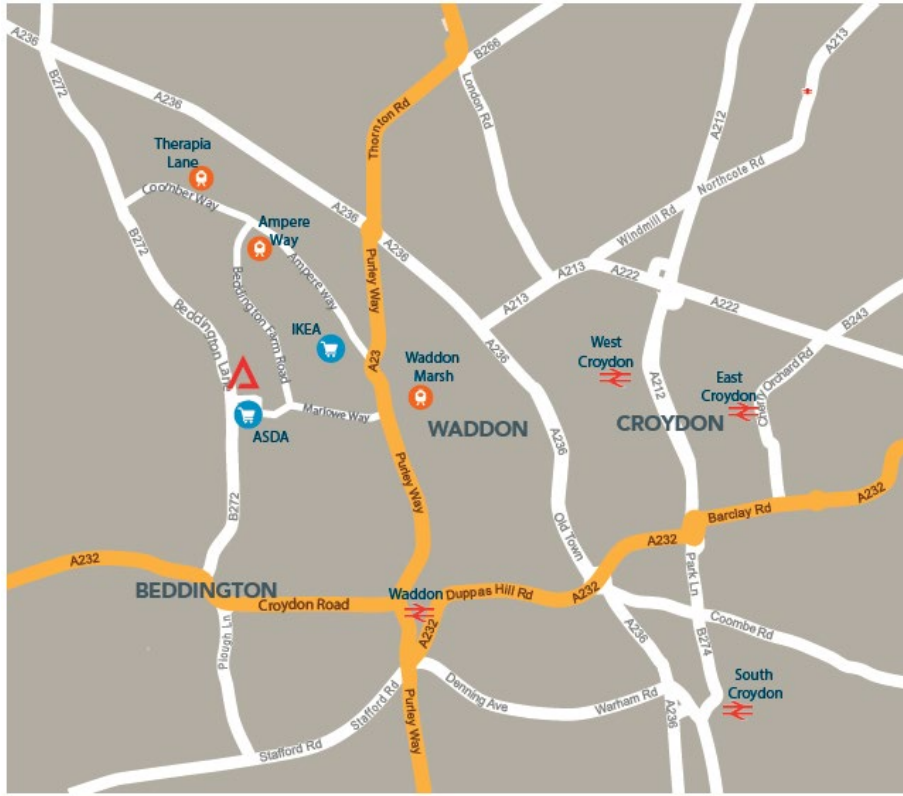 A236
B272
A236
B266
A213
Thornton Rd
London Rd
A212
Therapia
Lane
Coomber Way
Northcote Rd
A236
A236
Windmill Rd
Ampere
Way
B272
Ampere way
Purley Way
A213
A222
A222
Beddington Farm Road
A213
B243
Beddington Lane
IKEA
A23
A236
West
Croydon
Waddon
Marsh
A212
East
Croydon
Cherry Orchard Rd
Marlowe Way
ASDA
WADDON
CROYDON
A236
Purley Way
B272
A232
Barclay Rd
Old Town
A232
A232
Park Ln
BEDDINGTON
Croydon Road
Waddon
Duppas Hill Rd
A232
A232
A236
Coombe Rd
Plough Ln
B274
Stafford Rd
Denning Ave
Warham Rd
South
Croydon
Purley Way
A236
Stafford Rd